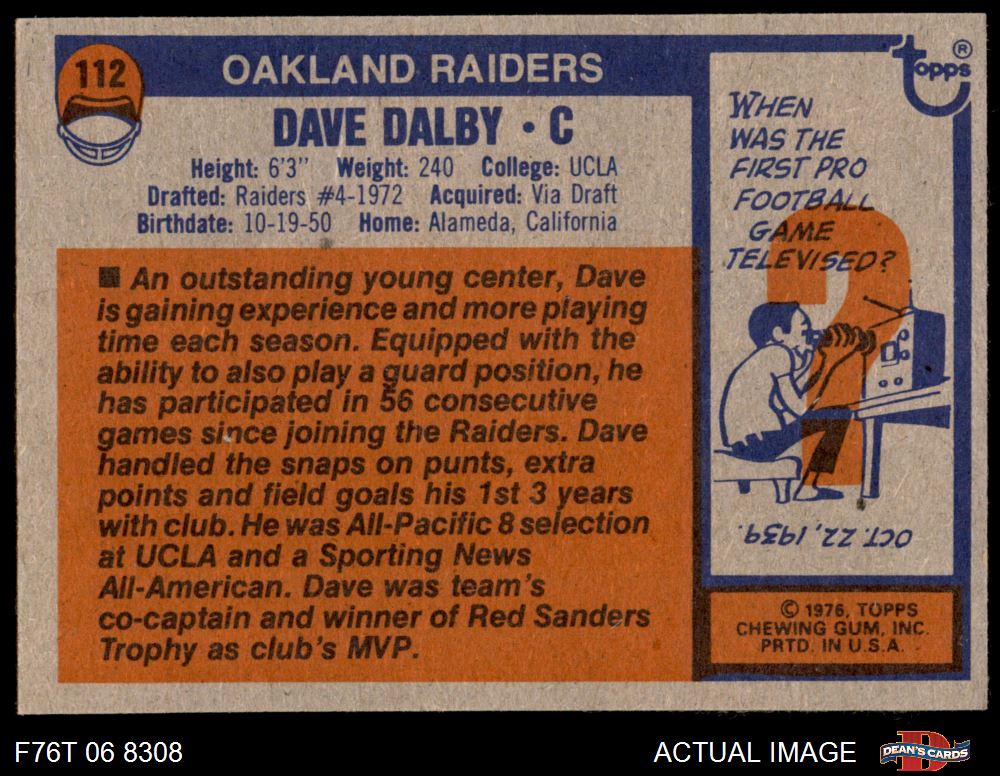 112
OAKLAND RAIDERS
DAVE DALBY • C
Height: 6'3" Weight: 240 College: UCLA
Drafted: Raiders #4-1972 Acquired: Via Draft
Birthdate: 10-19-50 Home: Alameda, California
■ An outstanding young center, Dave
is gaining experience and more playing
time each season. Equipped with the
ability to also play a guard position, he
has participated in 56 consecutive
games since joining the Raiders. Dave
handled the snaps on punts, extra
points and field goals his 1st 3 years
with club. He was All-Pacific 8 selection
at UCLA and a Sporting News
All-American. Dave was team's
co-captain and winner of Red Sanders
Trophy as club's MVP.
topps ®
WHEN
WAS THE
FIRST PRO
FOOTBALL
GAME
TELEVISED?
OCT. 22, 1939.
© 1976, TOPPS
CHEWING GUM, INC.
PRTD. IN U.S.A.
F76T 06 8308
ACTUAL IMAGE
DEAN'S CARDS